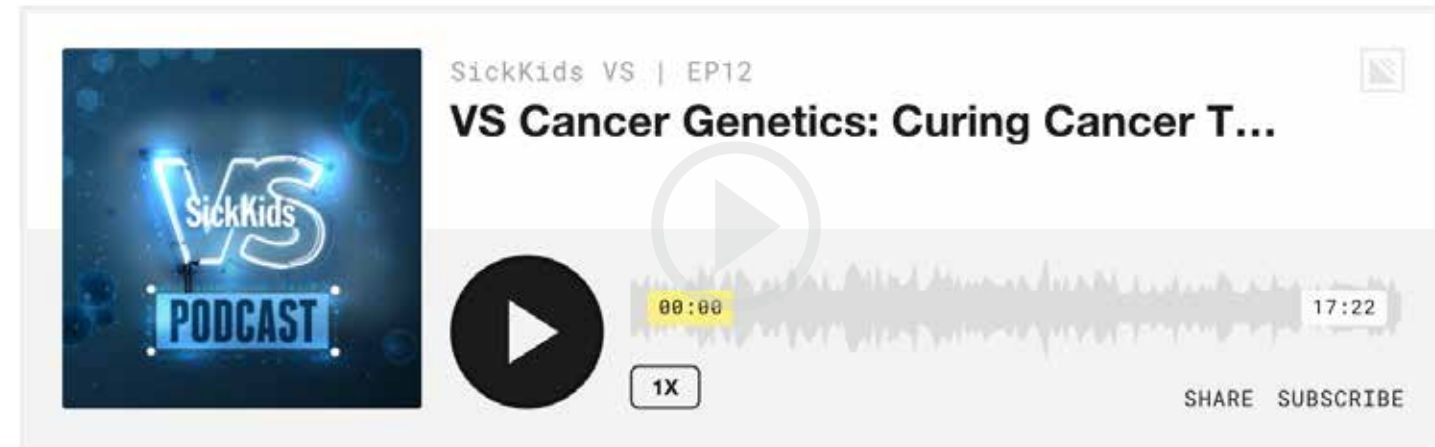 SickKids VS | EP12
VS Cancer Genetics: Curing Cancer T...
VS
SickKids
PODCAST
00:00
17:22
1X
SHARE SUBSCRIBE